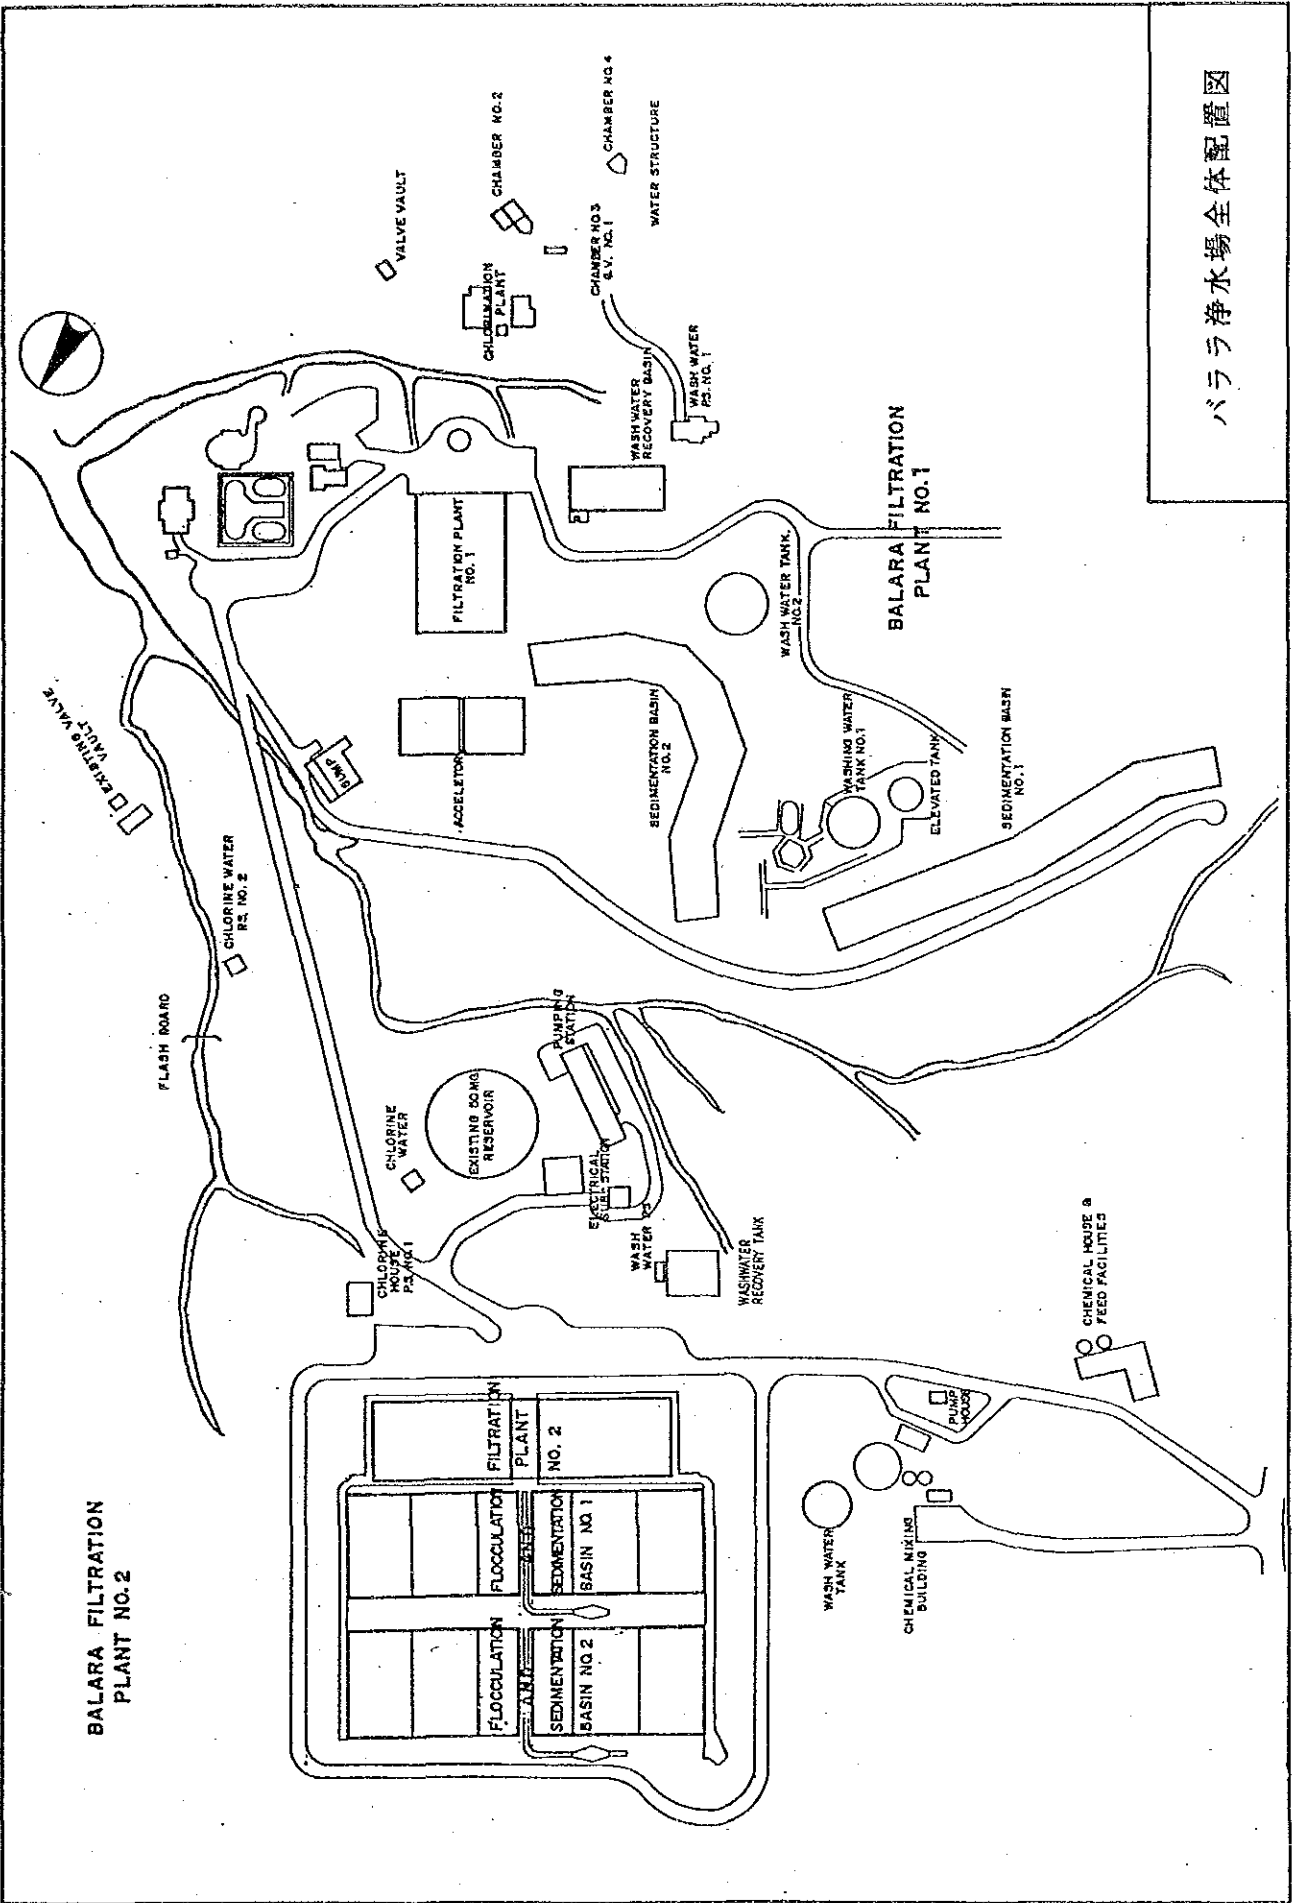 バララ浄水場全体配置図
BALARA FILTRATION
PLANT NO.2
BALARA FILTRATION
PLANT NO.1
VALVE VAULT
CHAMBER NO.2
CHAMBER NO 4
WATER STRUCTURE
CHAMBER NO 3
NO. 1
CHLORINATION
PLANT
WASH WATER
RECOVERY BASIN
WASH WATER
P.S. NO. 1
FILTRATION PLANT
NO. 1
WASH WATER TANK
NO.2
EXISTING VALVE
VAULT
SUMP
ACCELETOR
SEDIMENTATION BASIN
NO.2
WASHING WATER
TANK NO.1
ELEVATED TANK
SEDIMENTATION BASIN
NO. 1
CHLORINE WATER
NO. 2
FLASH BOARD
CHLORINE
WATER
EXISTING 50MG
RESERVOIR
PUMPING
STATION
ELECTRICAL
SUB-STATION
WASH
WATER PS
WASHWATER
RECOVERY TANK
CHLORINE
HOUSE
P.S. NO.1
CHEMICAL HOUSE &
FEED FACILITIES
PUMP
HOUSE
WASH WATER
TANK
CHEMICAL MIXING
BUILDING
FILTRATION
PLANT
NO. 2
FLOCCULATION
AND
SEDIMENTATION
BASIN NO.1
FLOCCULATION
AND
SEDIMENTATION
BASIN NO.2